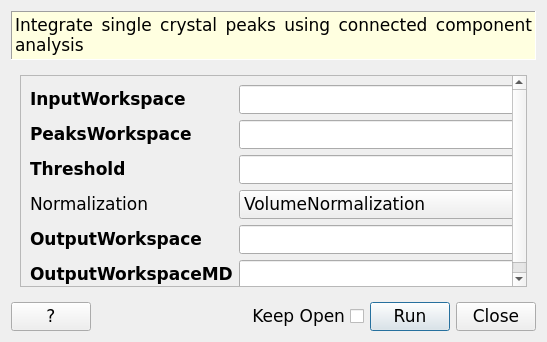 Integrate single crystal peaks using connected component
analysis
InputWorkspace
PeaksWorkspace
Threshold
Normalization VolumeNormalization
OutputWorkspace
OutputWorkspaceMD
? Keep Open Run Close